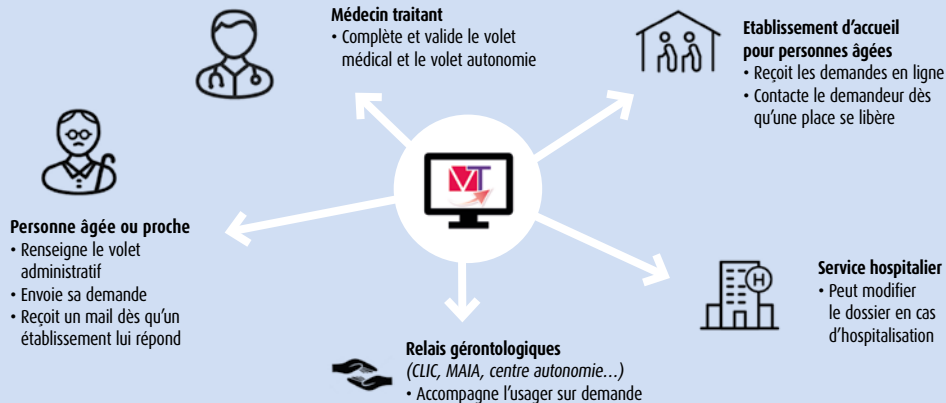 Médecin traitant
• Complète et valide le volet
médical et le volet autonomie
Etablissement d'accueil
pour personnes âgées
• Reçoit les demandes en ligne
• Contacte le demandeur dès
qu'une place se libère
VT
Personne âgée ou proche
• Renseigne le volet
administratif
• Envoie sa demande
• Reçoit un mail dès qu'un
établissement lui répond
H
Service hospitalier
• Peut modifier
le dossier en cas
d'hospitalisation
Relais gérontologiques
(CLIC, MAIA, centre autonomie...)
• Accompagne l'usager sur demande